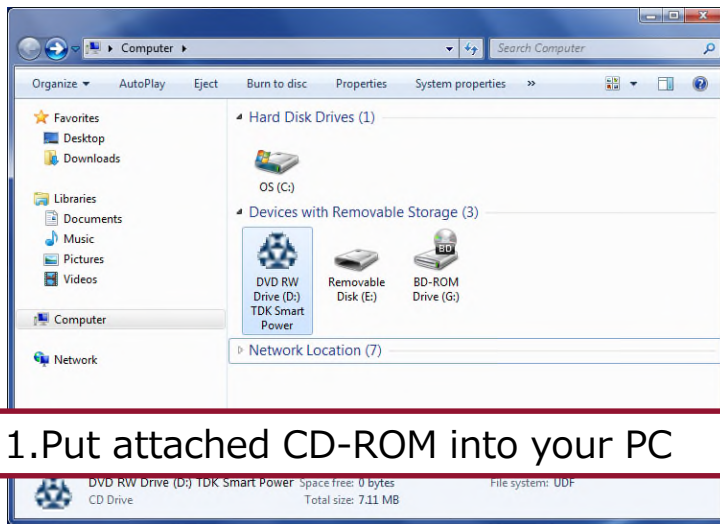 Computer
Search Computer
Organize
AutoPlay
Eject
Burn to disc
Properties
System properties
»
Favorites
Desktop
Downloads
Libraries
Documents
Music
Pictures
Videos
Computer
Network
Hard Disk Drives (1)
OS (C:)
Devices with Removable Storage (3)
DVD RW
Drive (D:)
TDK Smart
Power
Removable
Disk (E:)
BD
BD-ROM
Drive (G:)
Network Location (7)
1.Put attached CD-ROM into your PC
DVD RW Drive (D:) TDK Smart Power Space free: 0 bytes File system: UDF
CD Drive Total size: 7.11 MB